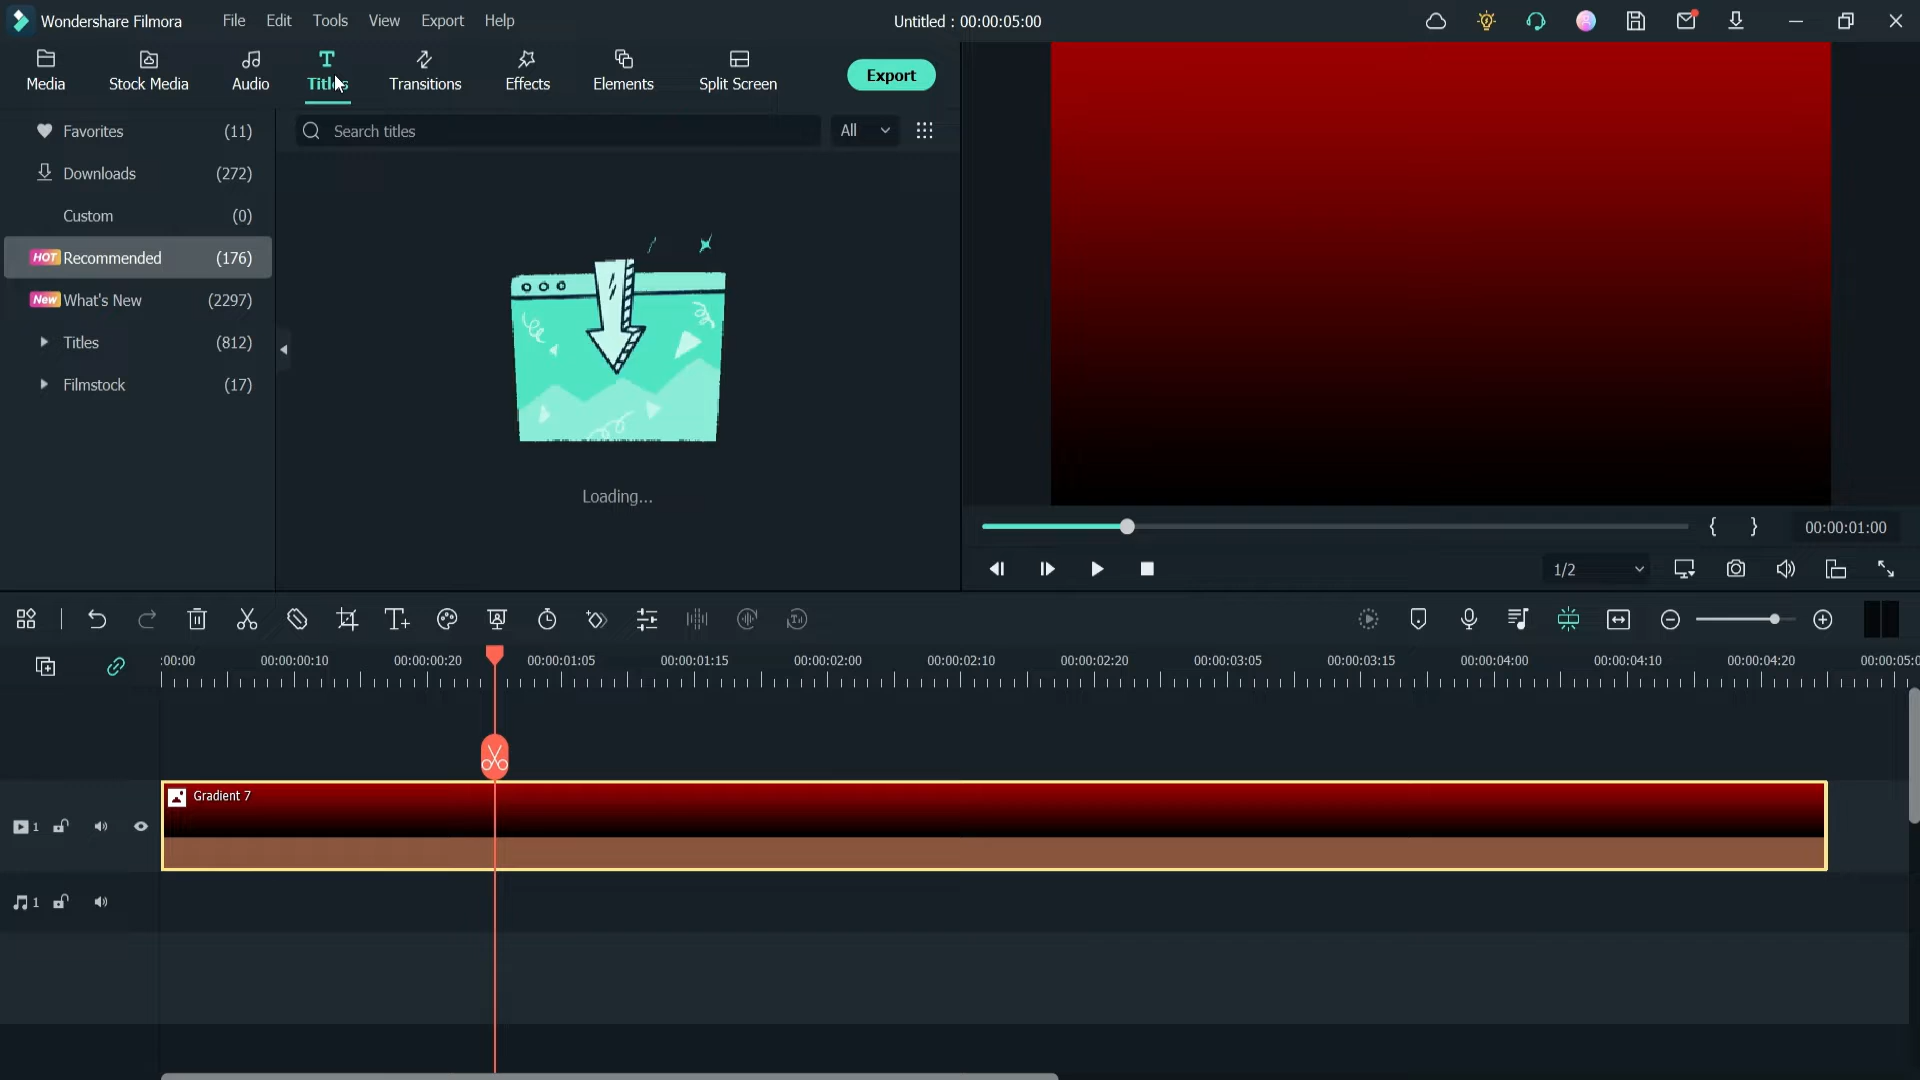 Wondershare Filmora File Edit Tools View Export Help Untitled : 00:00:05:00
Media Stock Media Audio Titles Transitions Effects Elements Split Screen Export
Favorites (11)
Downloads (272)
Custom (0)
HOT Recommended (176)
New What's New (2297)
Titles (812)
Filmstock (17)
Search titles All
Loading...
{ } 00:00:01:00
1/2
:00:00 00:00:00:10 00:00:00:20 00:00:01:05 00:00:01:15 00:00:02:00 00:00:02:10 00:00:02:20 00:00:03:05 00:00:03:15 00:00:04:00 00:00:04:10 00:00:04:20 00:00:05:0
Gradient 7
1
1